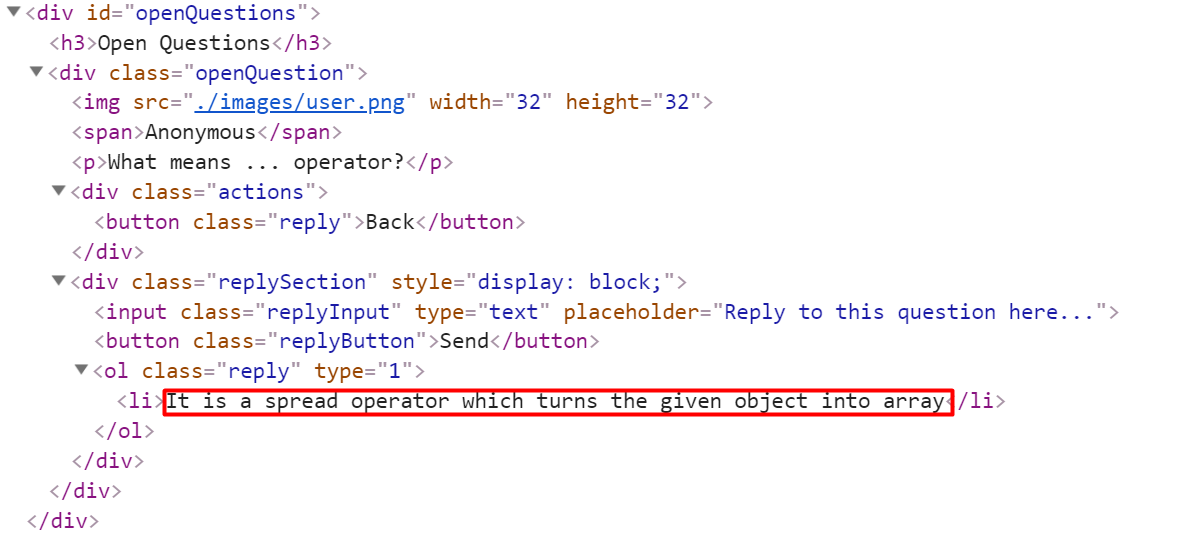 ▼<div id="openQuestions">
<h3>Open Questions</h3>
▼<div class="openQuestion">
<img src="./images/user.png" width="32" height="32">
<span>Anonymous</span>
<p>What means ... operator?</p>
▼<div class="actions">
<button class="reply">Back</button>
</div>
▼<div class="replySection" style="display: block;">
<input class="replyInput" type="text" placeholder="Reply to this question here...">
<button class="replyButton">Send</button>
▼<ol class="reply" type="1">
<li>It is a spread operator which turns the given object into array</li>
</ol>
</div>
</div>
</div>